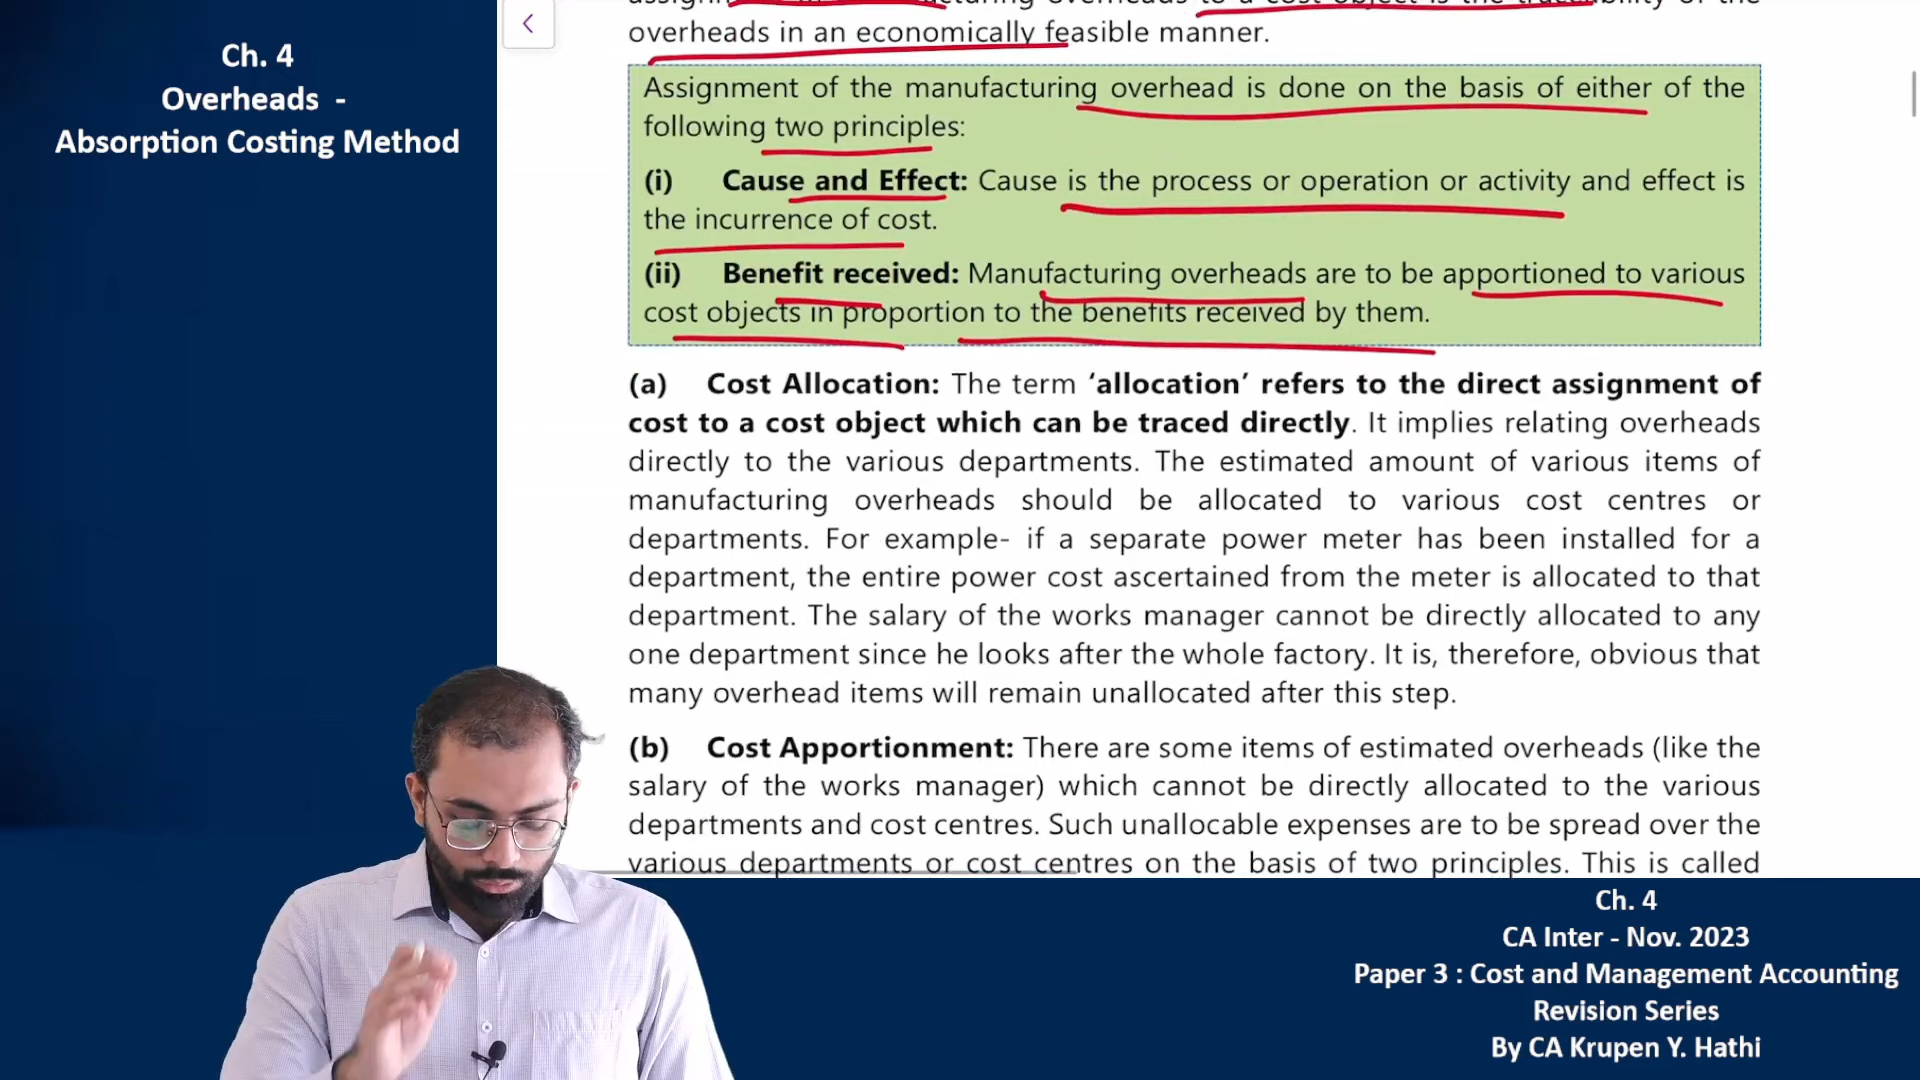 Ch. 4
Overheads -
Absorption Costing Method
overheads in an economically feasible manner.
Assignment of the manufacturing overhead is done on the basis of either of the
following two principles:
(i) Cause and Effect: Cause is the process or operation or activity and effect is
the incurrence of cost.
(ii) Benefit received: Manufacturing overheads are to be apportioned to various
cost objects in proportion to the benefits received by them.
(a) Cost Allocation: The term ‘allocation’ refers to the direct assignment of
cost to a cost object which can be traced directly. It implies relating overheads
directly to the various departments. The estimated amount of various items of
manufacturing overheads should be allocated to various cost centres or
departments. For example- if a separate power meter has been installed for a
department, the entire power cost ascertained from the meter is allocated to that
department. The salary of the works manager cannot be directly allocated to any
one department since he looks after the whole factory. It is, therefore, obvious that
many overhead items will remain unallocated after this step.
(b) Cost Apportionment: There are some items of estimated overheads (like the
salary of the works manager) which cannot be directly allocated to the various
departments and cost centres. Such unallocable expenses are to be spread over the
various departments or cost centres on the basis of two principles. This is called
Ch. 4
CA Inter - Nov. 2023
Paper 3 : Cost and Management Accounting
Revision Series
By CA Krupen Y. Hathi